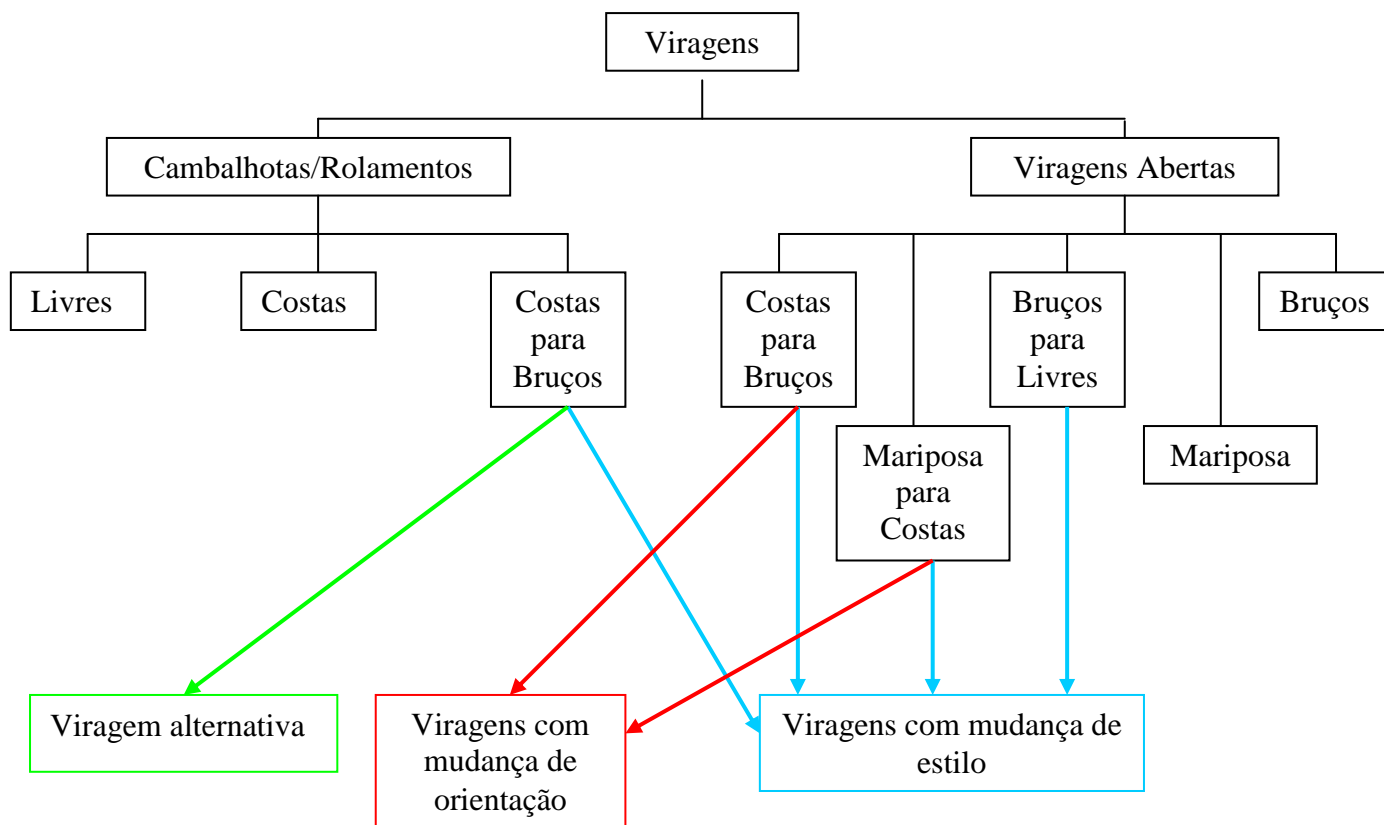 Viragens
Cambalhotas/Rolamentos
Viragens Abertas
Livres
Costas
Costas
para
Bruços
Costas
para
Bruços
Bruços
para
Livres
Bruços
Mariposa
para
Costas
Mariposa
Viragem alternativa
Viragens com
mudança de
orientação
Viragens com mudança de
estilo